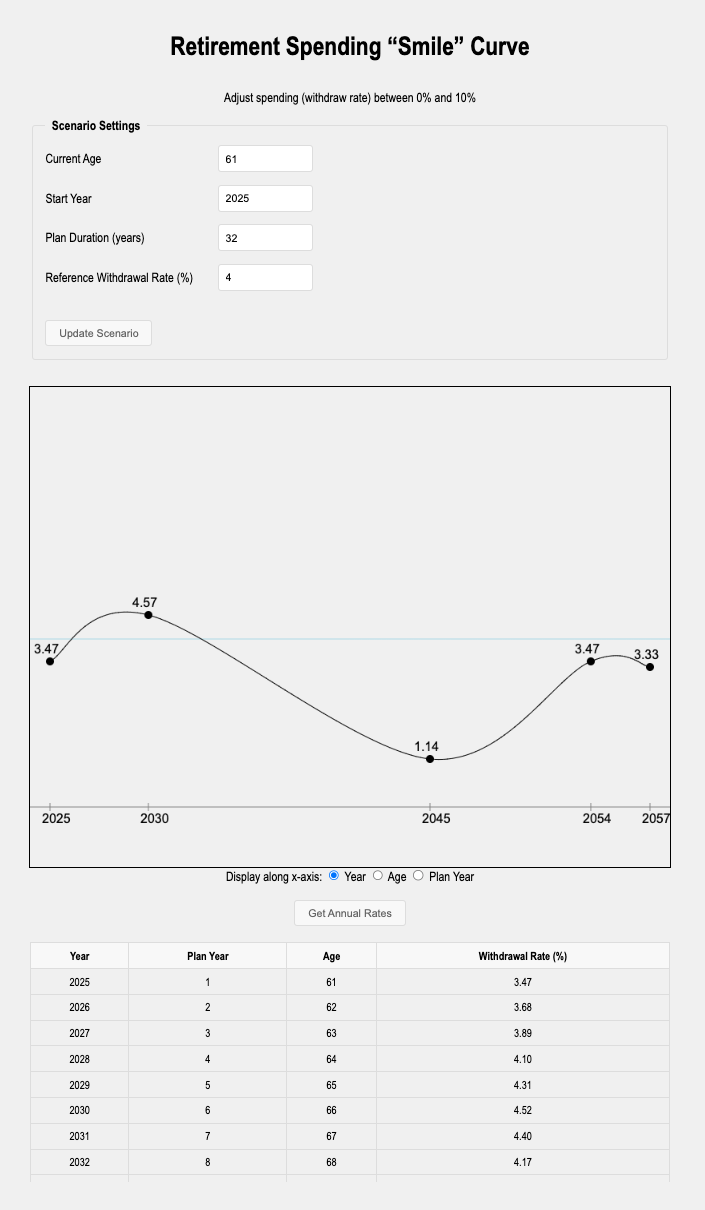 Retirement Spending “Smile” Curve
Adjust spending (withdraw rate) between 0% and 10%
Scenario Settings
Current Age 61
Start Year 2025
Plan Duration (years) 32
Reference Withdrawal Rate (%) 4
Update Scenario
4.57
3.47 3.47 3.33
1.14
2025 2030 2045 2054 2057
Display along x-axis: Year Age Plan Year
Get Annual Rates
Year Plan Year Age Withdrawal Rate (%)
2025 1 61 3.47
2026 2 62 3.68
2027 3 63 3.89
2028 4 64 4.10
2029 5 65 4.31
2030 6 66 4.52
2031 7 67 4.40
2032 8 68 4.17